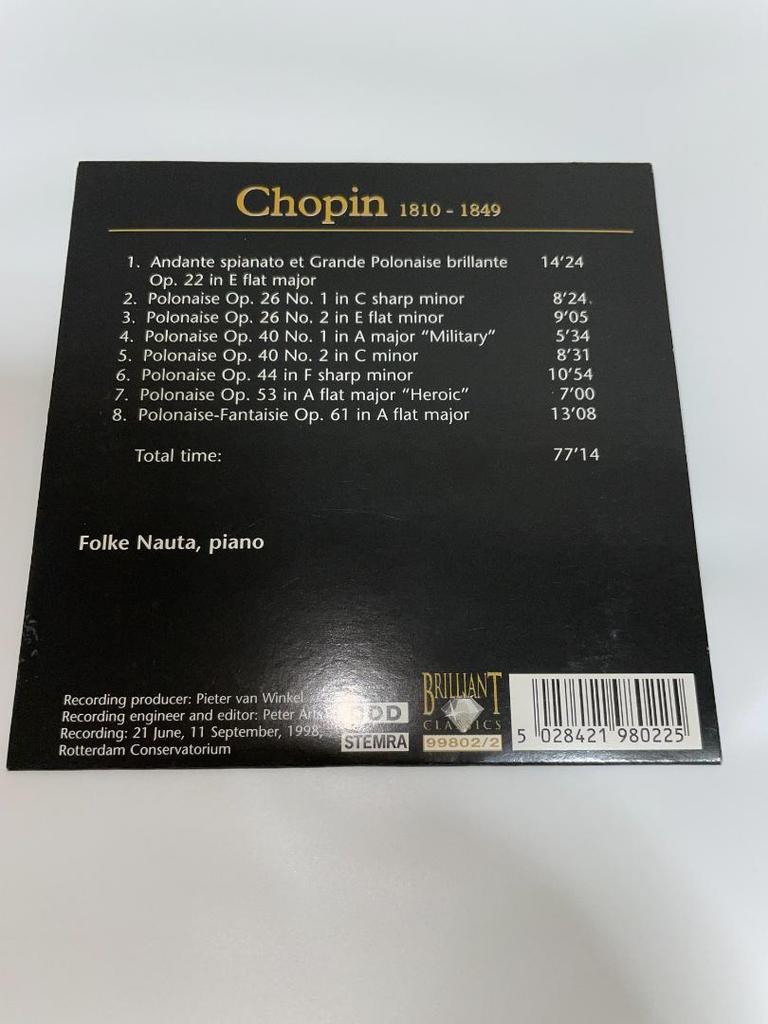 Chopin 1810 - 1849
1. Andante spianato et Grande Polonaise brillante 14'24
Op. 22 in E flat major
2. Polonaise Op. 26 No. 1 in C sharp minor 8'24
3. Polonaise Op. 26 No. 2 in E flat minor 9'05
4. Polonaise Op. 40 No. 1 in A major “Military” 5'34
5. Polonaise Op. 40 No. 2 in C minor 8'31
6. Polonaise Op. 44 in F sharp minor 10'54
7. Polonaise Op. 53 in A flat major “Heroic” 7'00
8. Polonaise-Fantaisie Op. 61 in A flat major 13'08
Total time: 77'14
Folke Nauta, piano
Recording producer: Pieter van Winkel
Recording engineer and editor: Peter Arts
Recording: 21 June, 11 September, 1998,
Rotterdam Conservatorium
DDD
STEMRA
BRILLIANT
CLASSICS
99802/2
5 028421 980225